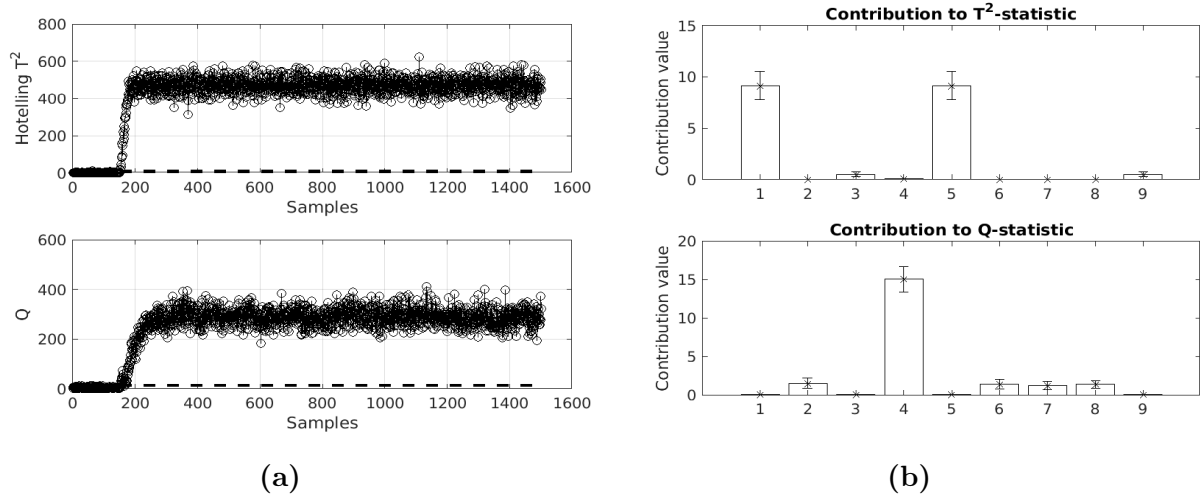 800
600
400
200
0
Hotelling T²
0 200 400 600 800 1000 1200 1400 1600
Samples
600
400
200
0
Q
0 200 400 600 800 1000 1200 1400 1600
Samples
(a)
Contribution to T²-statistic
15
10
5
0
Contribution value
1 2 3 4 5 6 7 8 9
Contribution to Q-statistic
20
15
10
5
0
Contribution value
1 2 3 4 5 6 7 8 9
(b)